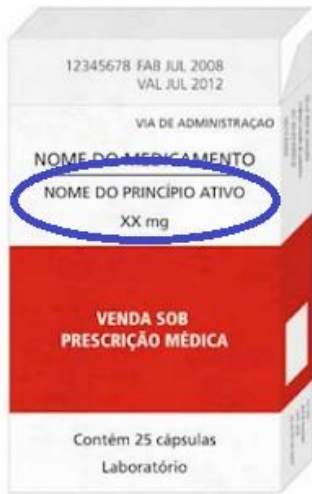 12345678 FAB JUL 2008
VAL JUL 2012
VIA DE ADMINISTRAÇAO
NOME DO MEDICAMENTO
NOME DO PRINCÍPIO ATIVO
XX mg
VENDA SOB
PRESCRIÇÃO MÉDICA
Contém 25 cápsulas
Laboratório